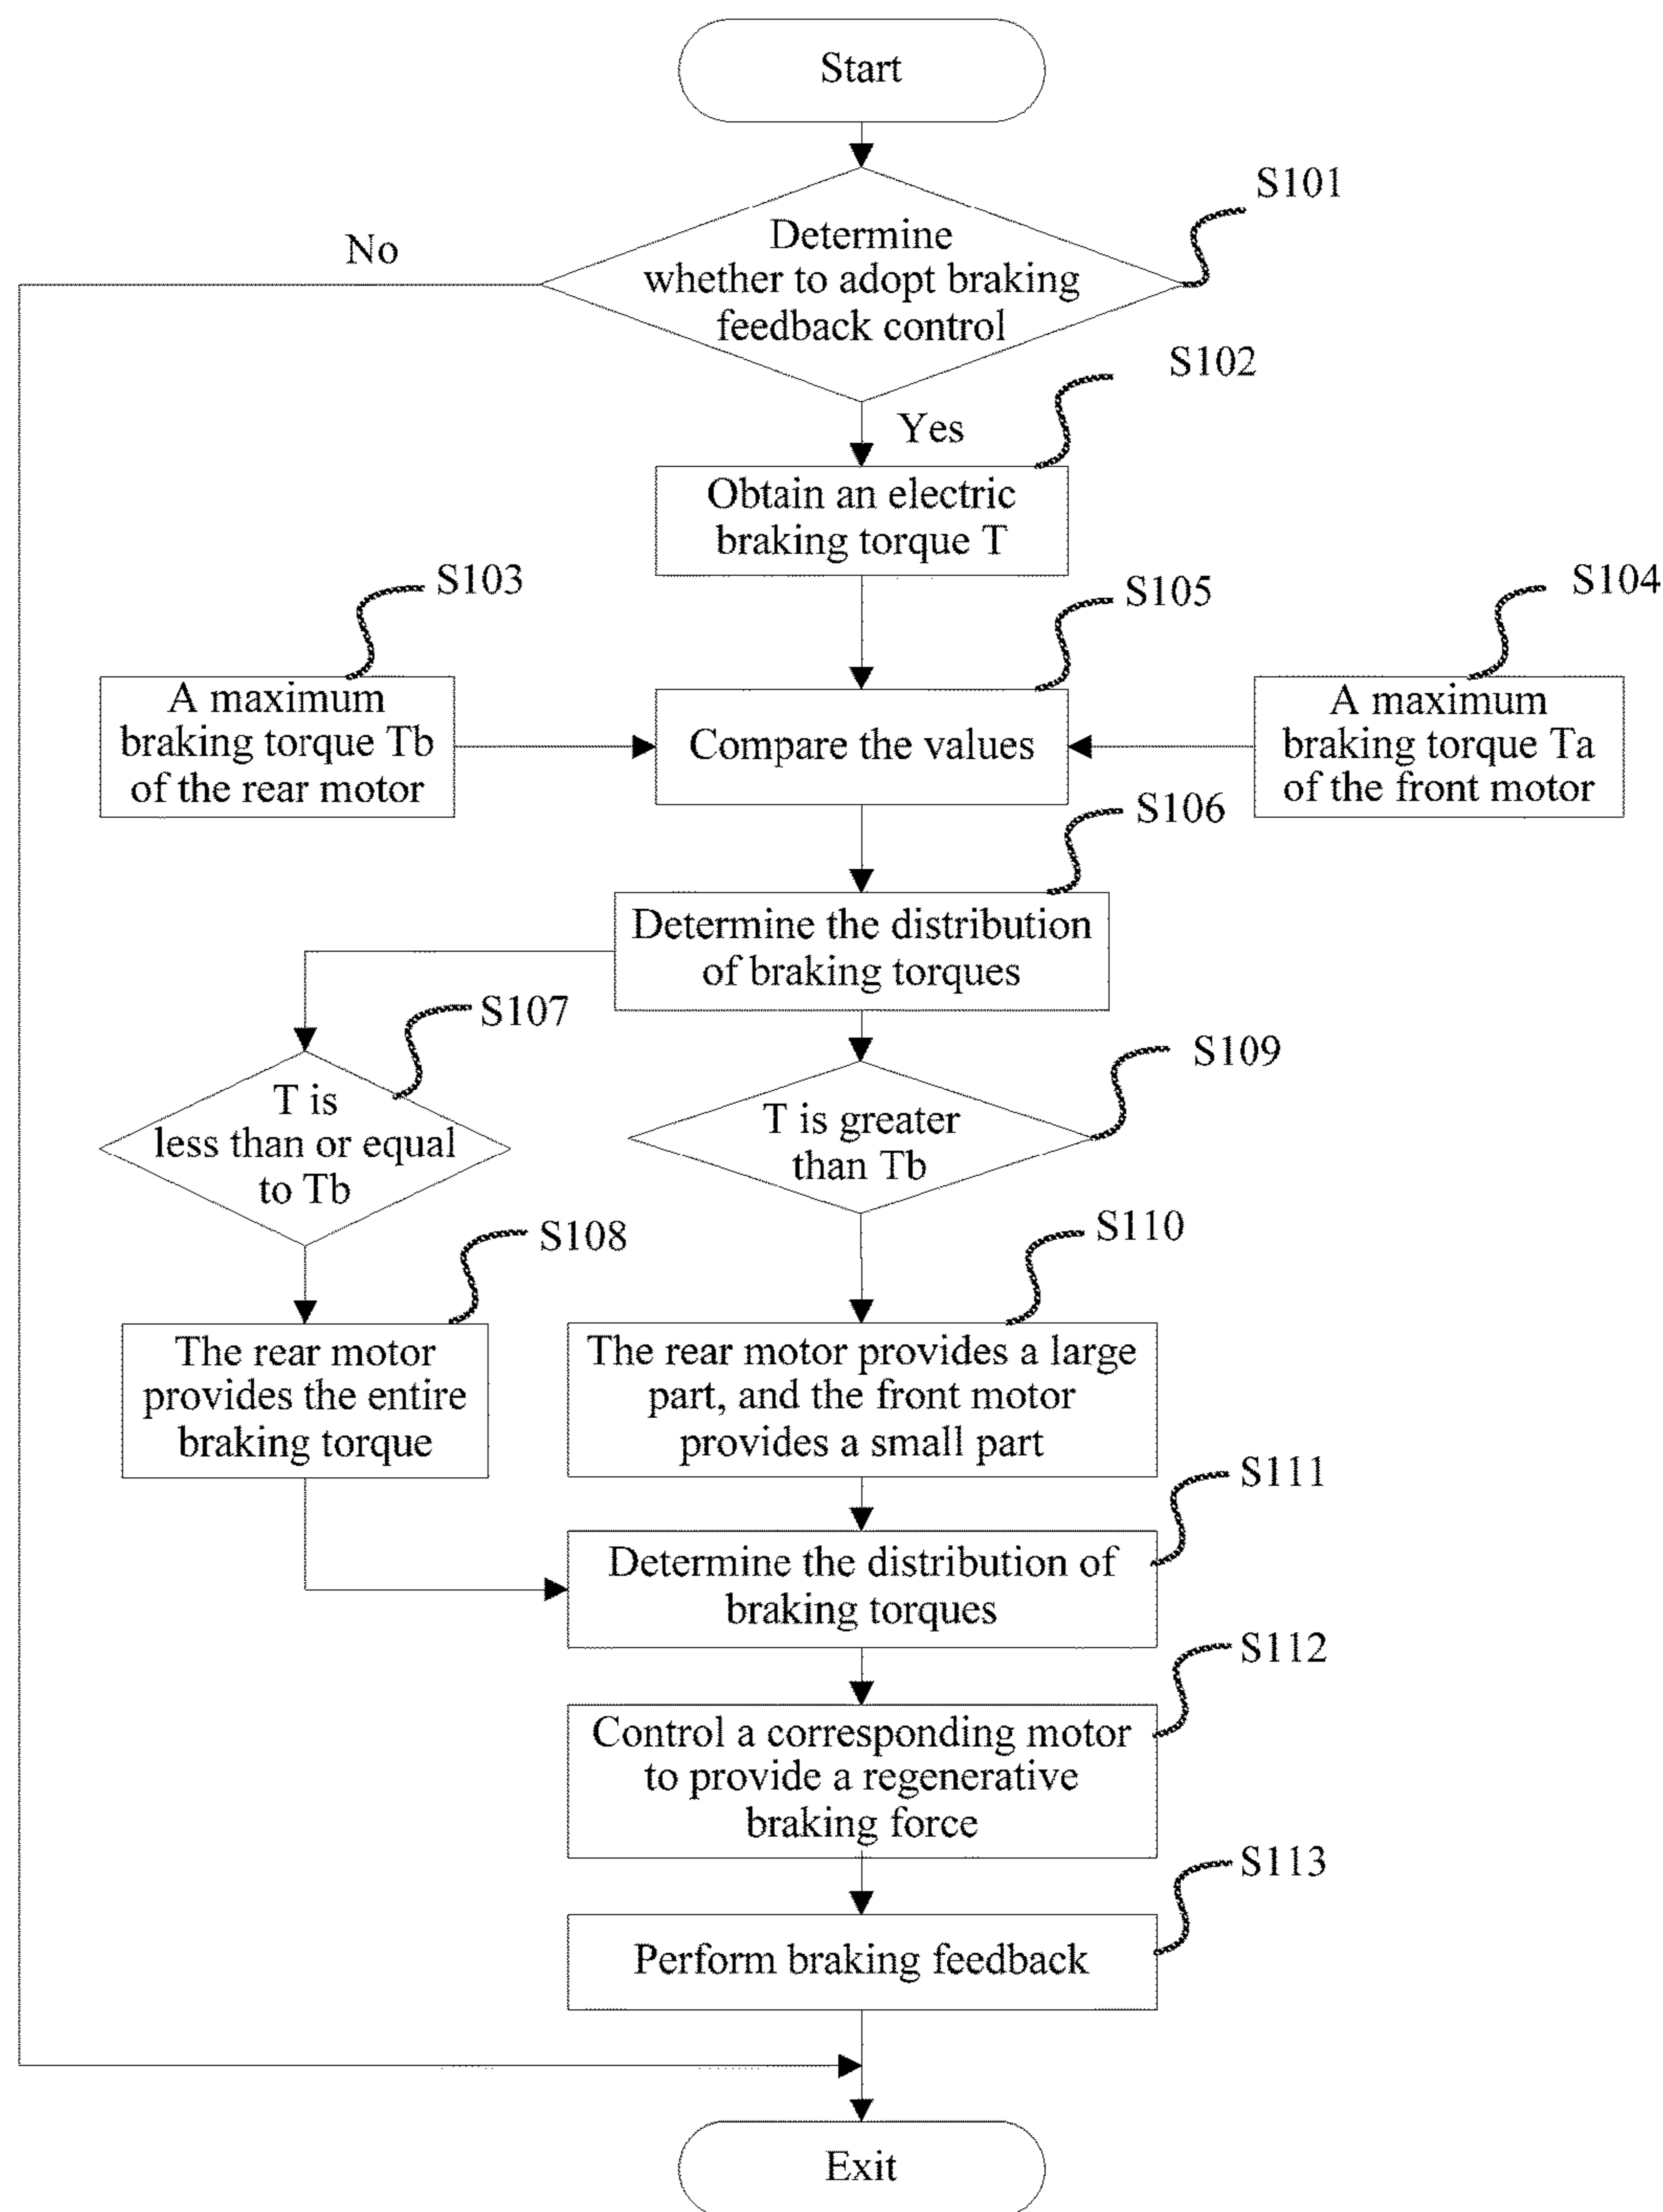 Start
S101
No
Determine
whether to adopt braking
feedback control
S102
Yes
Obtain an electric
braking torque T
S103
S105
S104
A maximum
braking torque Tb
of the rear motor
Compare the values
A maximum
braking torque Ta
of the front motor
S106
Determine the distribution
of braking torques
S107
S109
T is
less than or equal
to Tb
T is greater
than Tb
S108
S110
The rear motor
provides the entire
braking torque
The rear motor provides a large
part, and the front motor
provides a small part
S111
Determine the distribution of
braking torques
S112
Control a corresponding motor
to provide a regenerative
braking force
S113
Perform braking feedback
Exit